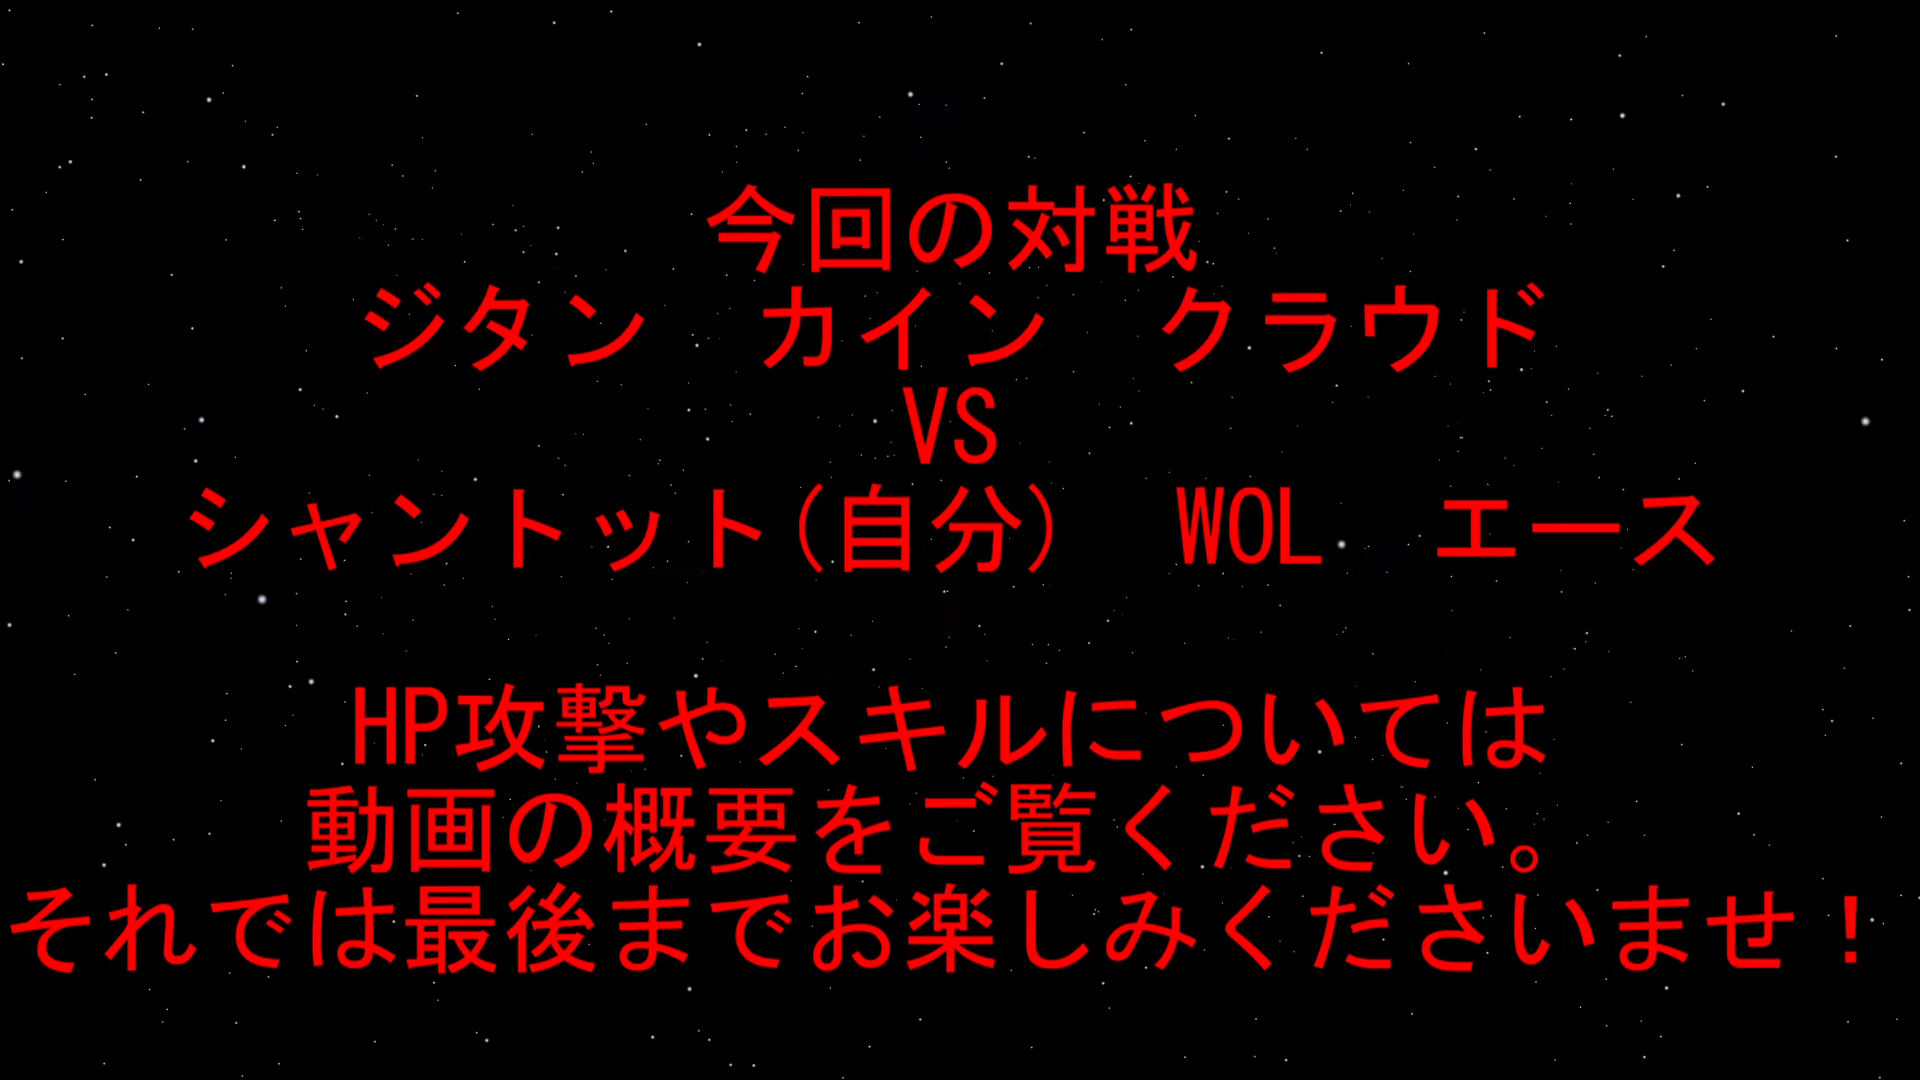 今回の対戦
ジタン　カイン　クラウド
VS
シャントット(自分)　WOL　エース
HP攻撃やスキルについては
動画の概要をご覧ください。
それでは最後までお楽しみくださいませ！